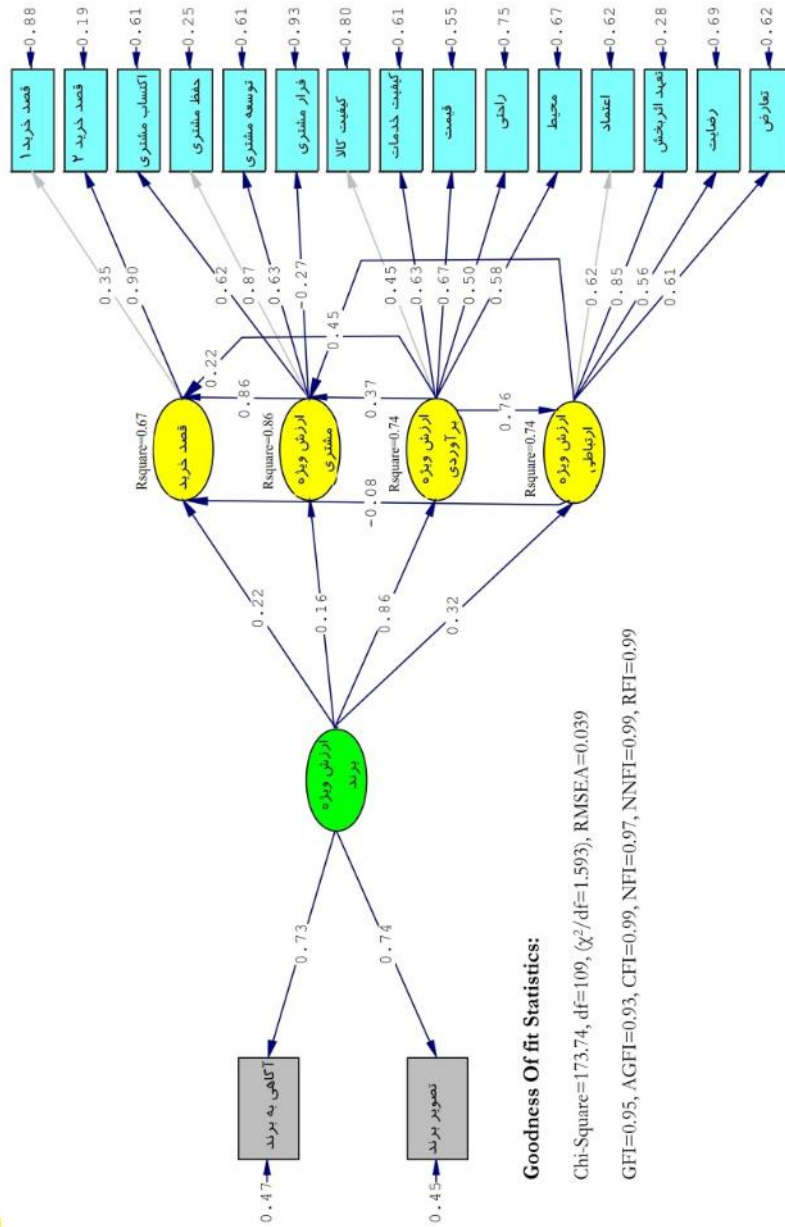 0.47
0.45
آگاهی به برند
تصویر برند
0.73
0.74
ارزش ویژه
برند
0.22
0.16
0.86
0.32
Rsquare=0.67
قصد خرید
Rsquare=0.86
ارزش ویژه
مشتری
Rsquare=0.74
ارزش ویژه
برآوردی
Rsquare=0.74
ارزش ویژه
ارتباطی
-0.08
0.86
0.37
0.76
0.22
0.45
0.35
0.90
0.62
0.87
0.63
-0.27
0.45
0.63
0.67
0.50
0.58
0.62
0.85
0.56
0.61
قصد خرید ۱
0.88
قصد خرید ۲
0.19
اکتساب مشتری
0.61
حفظ مشتری
0.25
توسعه مشتری
0.61
فرار مشتری
0.93
کیفیت کالا
0.80
کیفیت خدمات
0.61
قیمت
0.55
راحتی
0.75
محیط
0.67
اعتماد
0.62
تعهد اثربخش
0.28
رضایت
0.69
تعارض
0.62
Goodness Of fit Statistics:
Chi-Square=173.74, df=109, (χ²/df=1.593), RMSEA=0.039
GFI=0.95, AGFI=0.93, CFI=0.99, NFI=0.97, NNFI=0.99, RFI=0.99